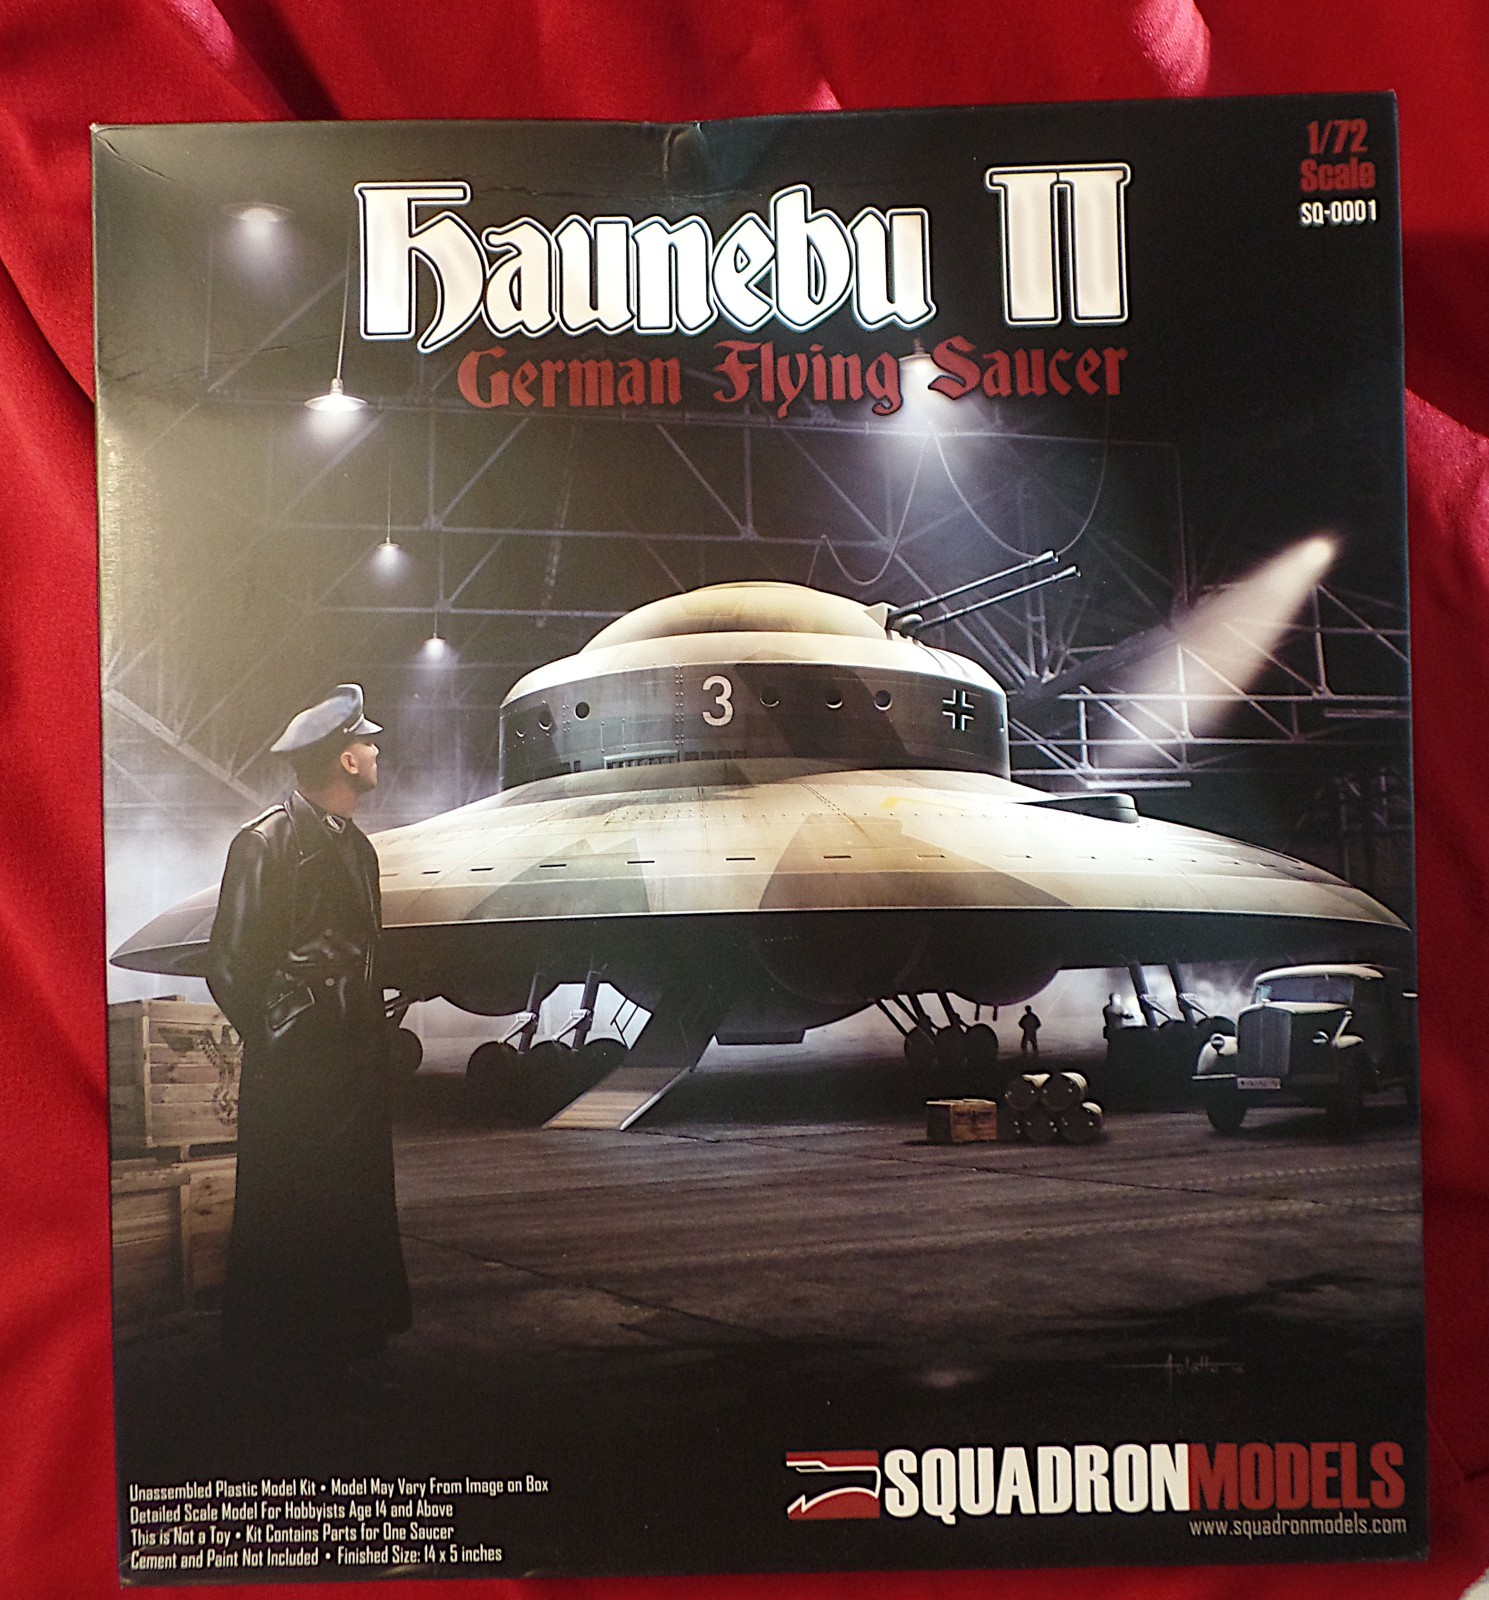 Haunebu II
German Flying Saucer
1/72
Scale
SQ-0001
3
Unassembled Plastic Model Kit • Model May Vary From Image on Box
Detailed Scale Model For Hobbyists Age 14 and Above
This is Not a Toy • Kit Contains Parts for One Saucer
Cement and Paint Not Included • Finished Size: 14 x 5 inches
SQUADRONMODELS
www.squadronmodels.com